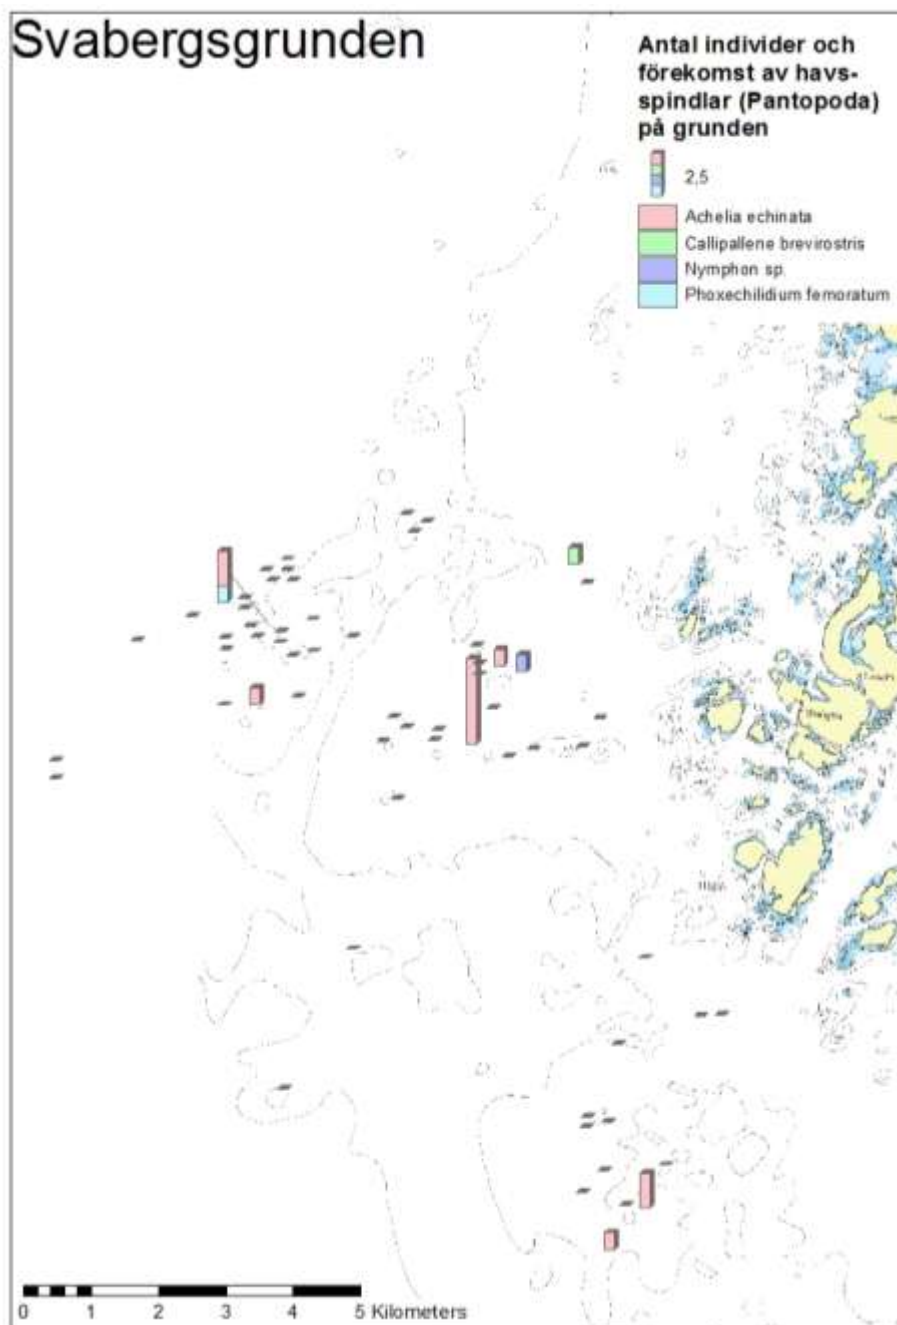 Svabergsgrunden
Antal individer och
förekomst av havs-
spindlar (Pantopoda)
på grunden
2,5
Achelia echinata
Callipallene brevirostris
Nymphon sp.
Phoxechilidium femoratum
0 1 2 3 4 5 Kilometers